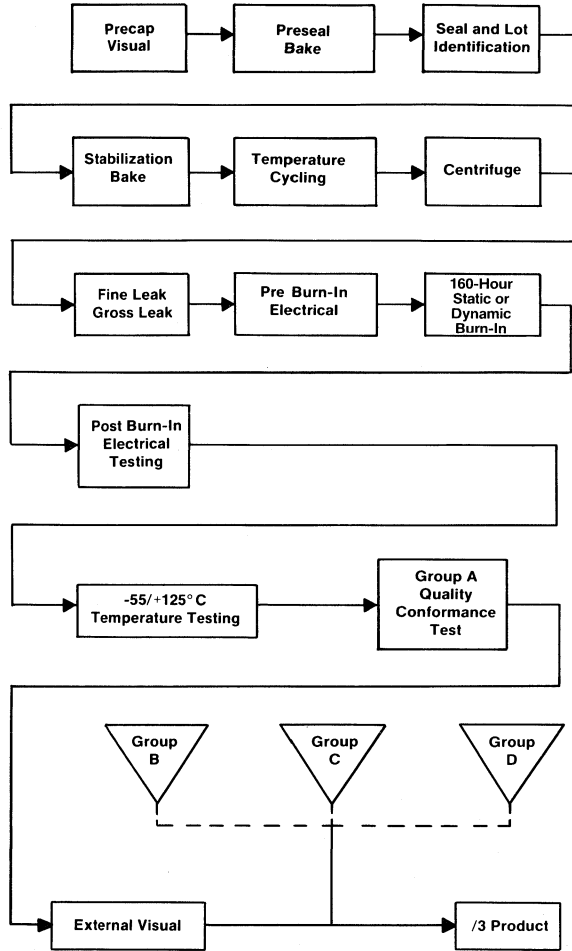 Precap
Visual
Preseal
Bake
Seal and Lot
Identification
Stabilization
Bake
Temperature
Cycling
Centrifuge
Fine Leak
Gross Leak
Pre Burn-In
Electrical
160-Hour
Static or
Dynamic
Burn-In
Post Burn-In
Electrical
Testing
-55/+125°C
Temperature Testing
Group A
Quality
Conformance
Test
Group
B
Group
C
Group
D
External Visual
/3 Product